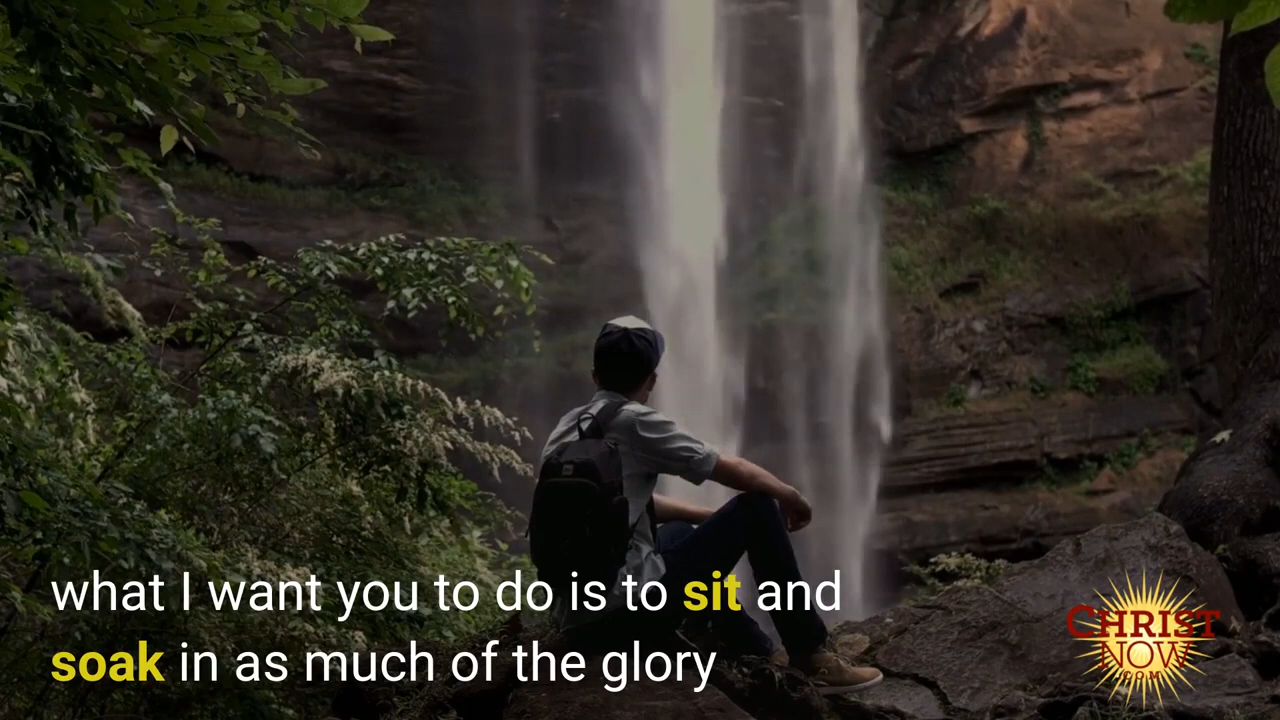 what I want you to do is to sit and
soak in as much of the glory
CHRIST
NOW
.COM